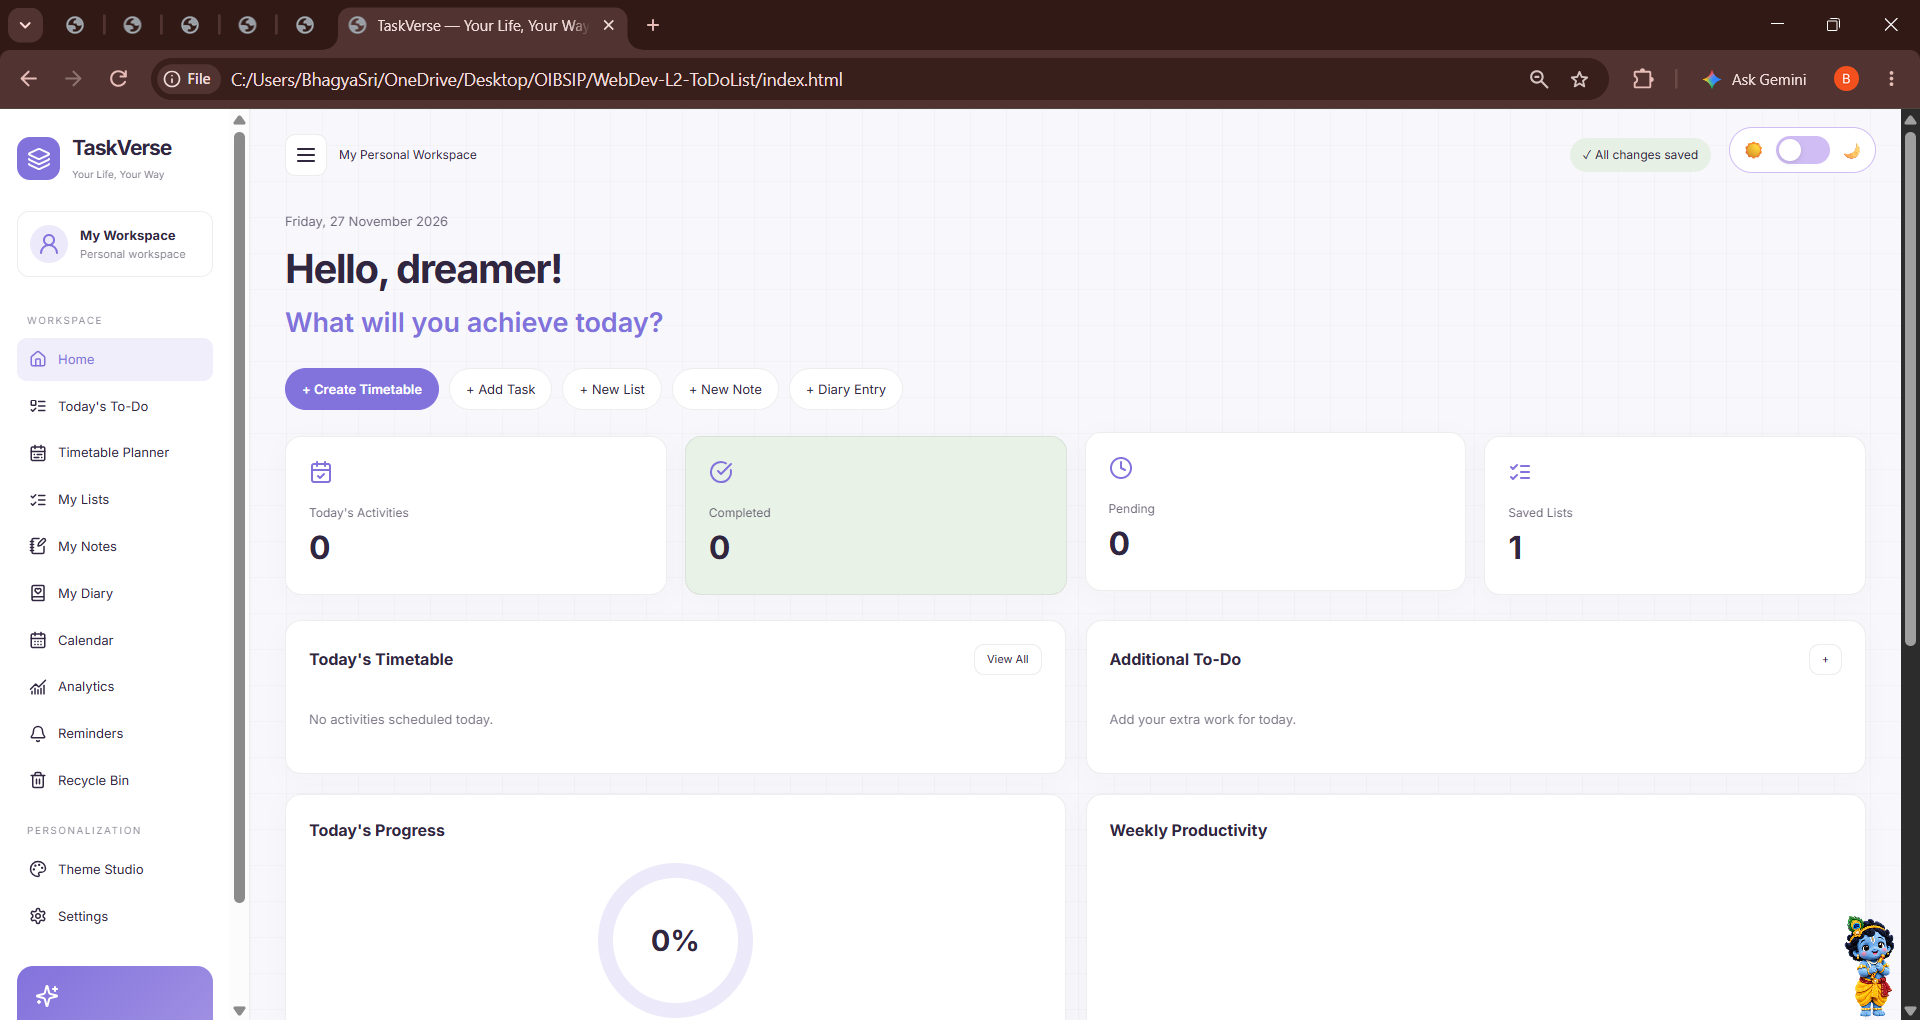 TaskVerse — Your Life, Your Way
File
C:/Users/BhagyaSri/OneDrive/Desktop/OIBSIP/WebDev-L2-ToDoList/index.html
Ask Gemini
B
TaskVerse
Your Life, Your Way
My Workspace
Personal workspace
WORKSPACE
Home
Today's To-Do
Timetable Planner
My Lists
My Notes
My Diary
Calendar
Analytics
Reminders
Recycle Bin
PERSONALIZATION
Theme Studio
Settings
My Personal Workspace
✓ All changes saved
Friday, 27 November 2026
Hello, dreamer!
What will you achieve today?
+ Create Timetable
+ Add Task
+ New List
+ New Note
+ Diary Entry
Today's Activities
0
Completed
0
Pending
0
Saved Lists
1
Today's Timetable
View All
No activities scheduled today.
Additional To-Do
+
Add your extra work for today.
Today's Progress
0%
Weekly Productivity